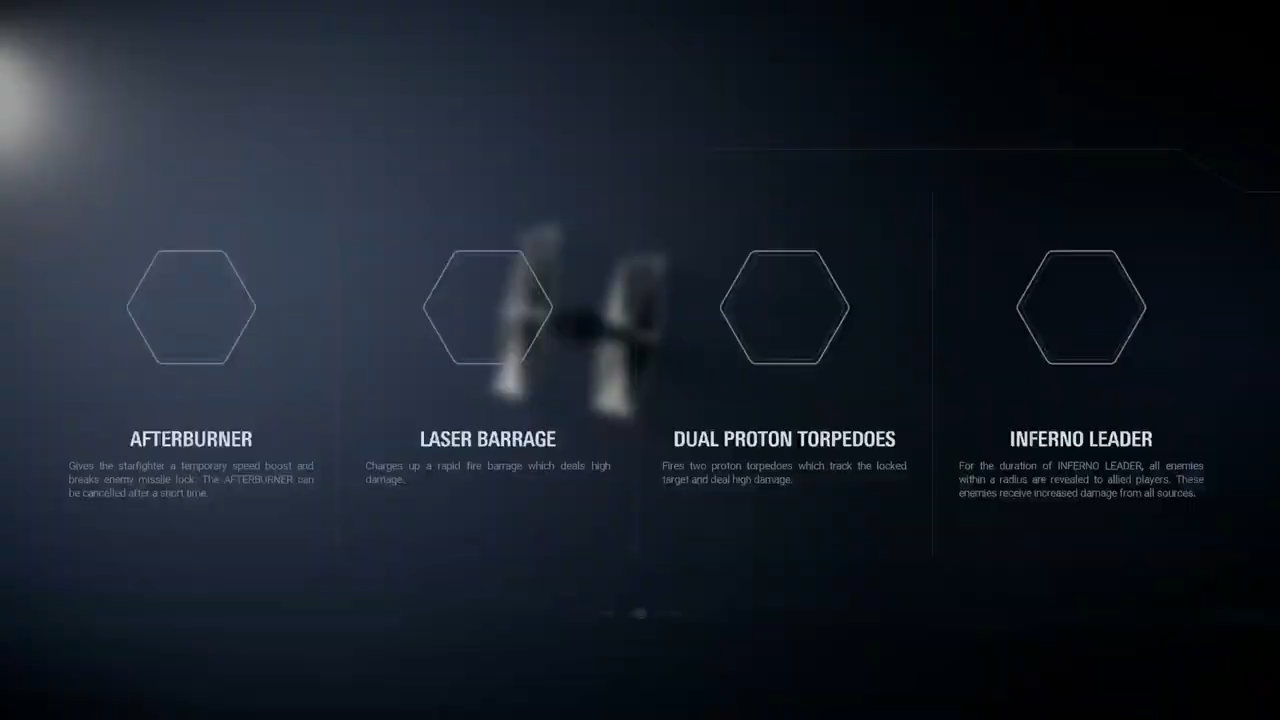 AFTERBURNER
Gives the starfighter a temporary speed boost and
breaks enemy missile lock. The AFTERBURNER can
be cancelled after a short time.
LASER BARRAGE
Charges up a rapid fire barrage which deals high
damage.
DUAL PROTON TORPEDOES
Fires two proton torpedoes which track the locked
target and deal high damage.
INFERNO LEADER
For the duration of INFERNO LEADER, all enemies
within a radius are revealed to allied players. These
enemies receive increased damage from all sources.